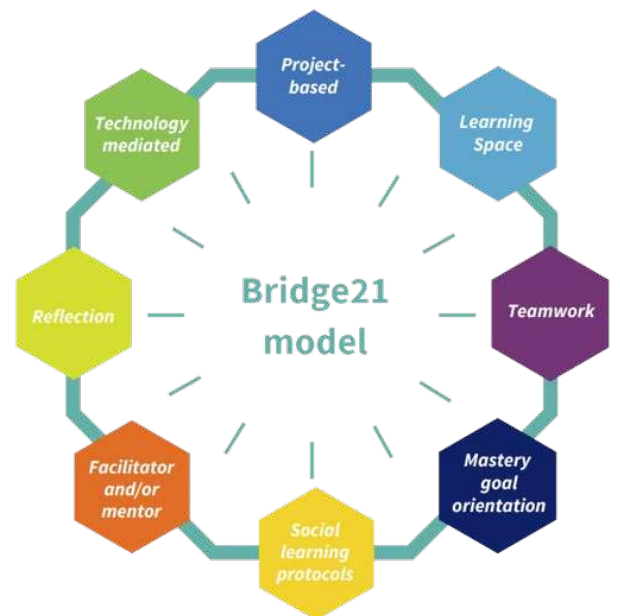 Project-
based
Learning
Space
Teamwork
Mastery
goal
orientation
Social
learning
protocols
Facilitator
and/or
mentor
Reflection
Technology
mediated
Bridge21
model